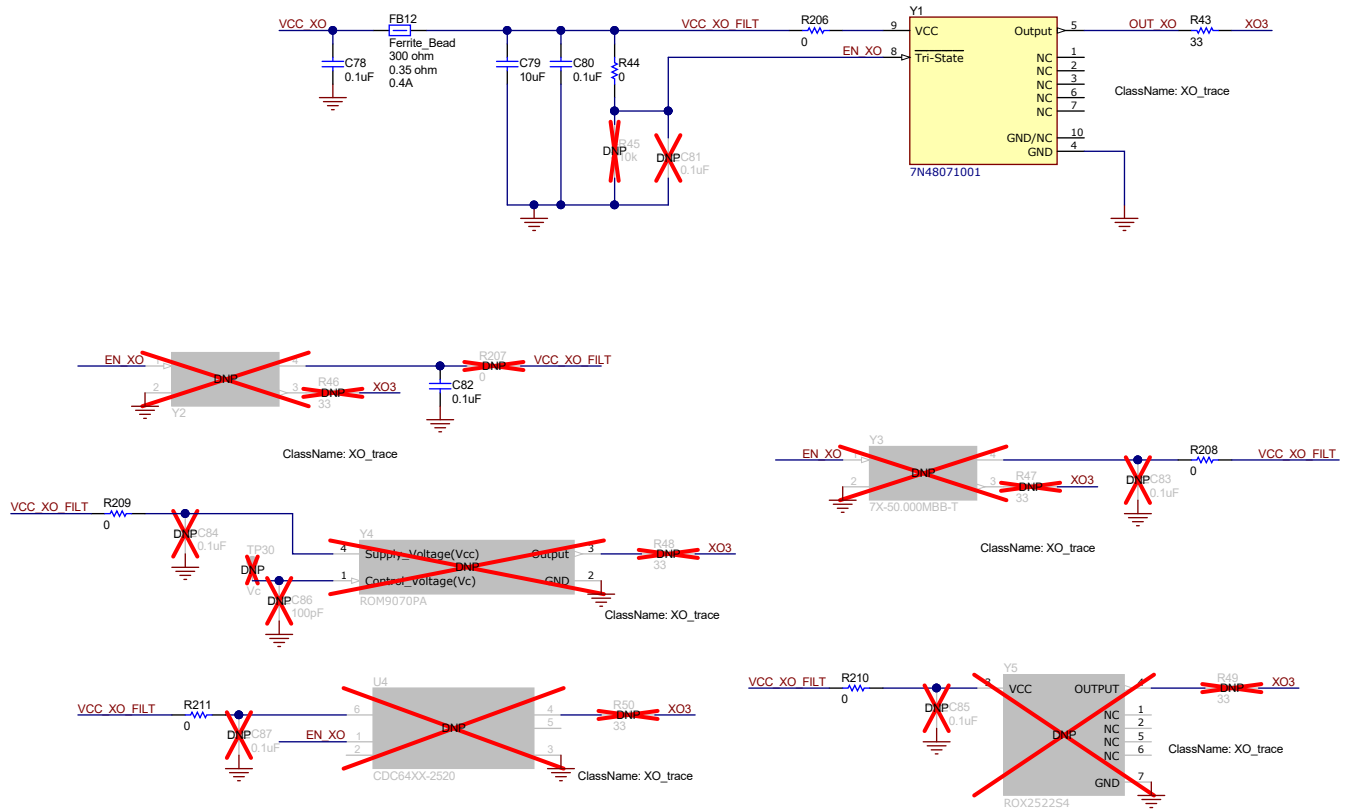 VCC_XO
FB12
Ferrite_Bead
300 ohm
0.35 ohm
0.4A
C78
0.1uF
C79
10uF
C80
0.1uF
R44
0
VCC_XO_FILT
R206
0
EN_XO
DNP
R45
10k
DNP
C81
0.1uF
Y1
9
VCC
8
Tri-State
Output
5
NC
1
NC
2
NC
3
NC
6
NC
7
GND/NC
10
GND
4
7N48071001
OUT_XO
R43
33
XO3
ClassName: XO_trace
EN_XO
2
DNP
Y2
3
R46
DNP
33
XO3
C82
0.1uF
R207
DNP
0
VCC_XO_FILT
ClassName: XO_trace
EN_XO
Y3
2
DNP
3
7X-50.000MBB-T
R47
DNP
33
XO3
DNP
C83
0.1uF
R208
0
VCC_XO_FILT
ClassName: XO_trace
VCC_XO_FILT
R209
0
DNP
C84
0.1uF
TP30
DNP
Vc
DNP
C86
100pF
Y4
4
Supply_Voltage(Vcc)
Output
3
DNP
1
Control_Voltage(Vc)
GND
2
ROM9070PA
R48
DNP
33
XO3
ClassName: XO_trace
VCC_XO_FILT
R211
0
DNP
C87
0.1uF
EN_XO
U4
6
1
2
DNP
4
5
3
CDC64XX-2520
R50
DNP
33
XO3
ClassName: XO_trace
VCC_XO_FILT
R210
0
DNP
C85
0.1uF
Y5
3
VCC
OUTPUT
4
NC
1
NC
2
NC
5
NC
6
DNP
GND
7
ROX2522S4
R49
DNP
33
XO3
ClassName: XO_trace